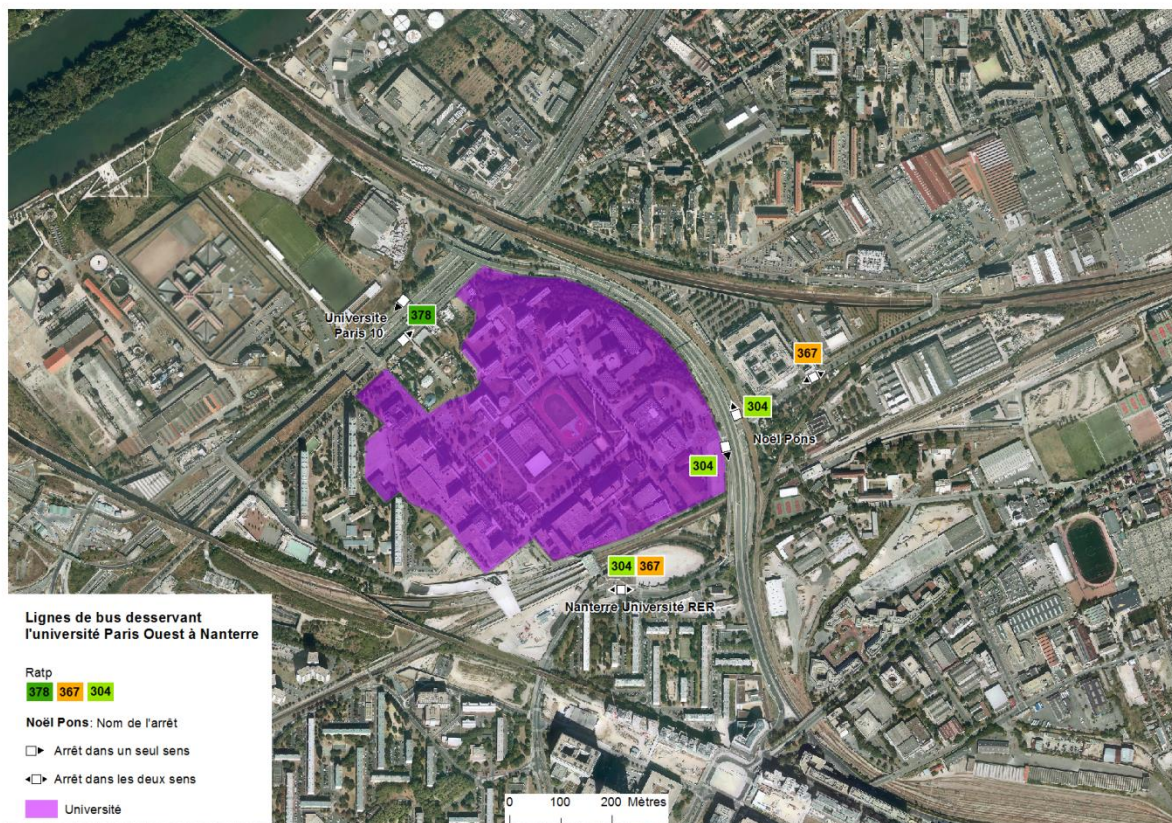 Universite
Paris 10
378
367
304
Noël Pons
304
304 367
Nanterre Université RER
Lignes de bus desservant
l'université Paris Ouest à Nanterre
Ratp
378 367 304
Noël Pons: Nom de l'arrêt
Arrêt dans un seul sens
Arrêt dans les deux sens
Université
0 100 200 Mètres